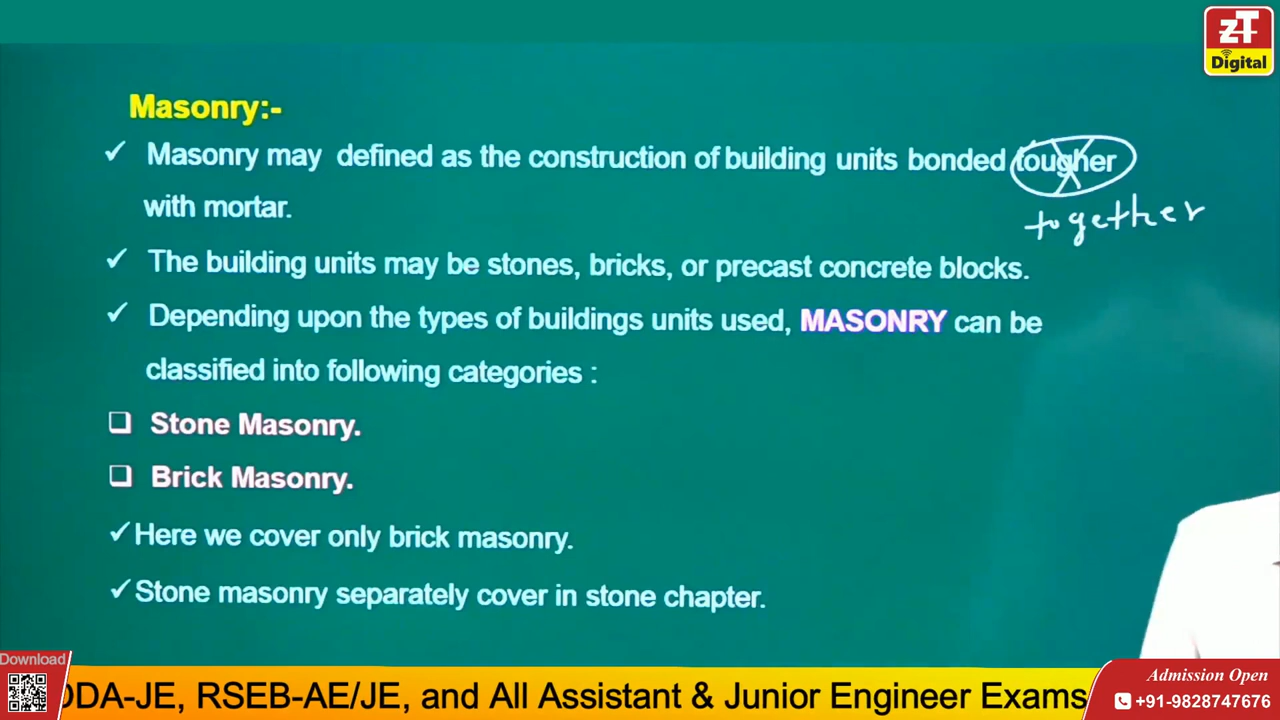 ZT
Digital
Masonry:-
✓ Masonry may defined as the construction of building units bonded tougher
together
with mortar.
✓ The building units may be stones, bricks, or precast concrete blocks.
✓ Depending upon the types of buildings units used, MASONRY can be
classified into following categories :
❑ Stone Masonry.
❑ Brick Masonry.
✓Here we cover only brick masonry.
✓Stone masonry separately cover in stone chapter.
Download
DDA-JE, RSEB-AE/JE, and All Assistant & Junior Engineer Exams
Admission Open
+91-9828747676